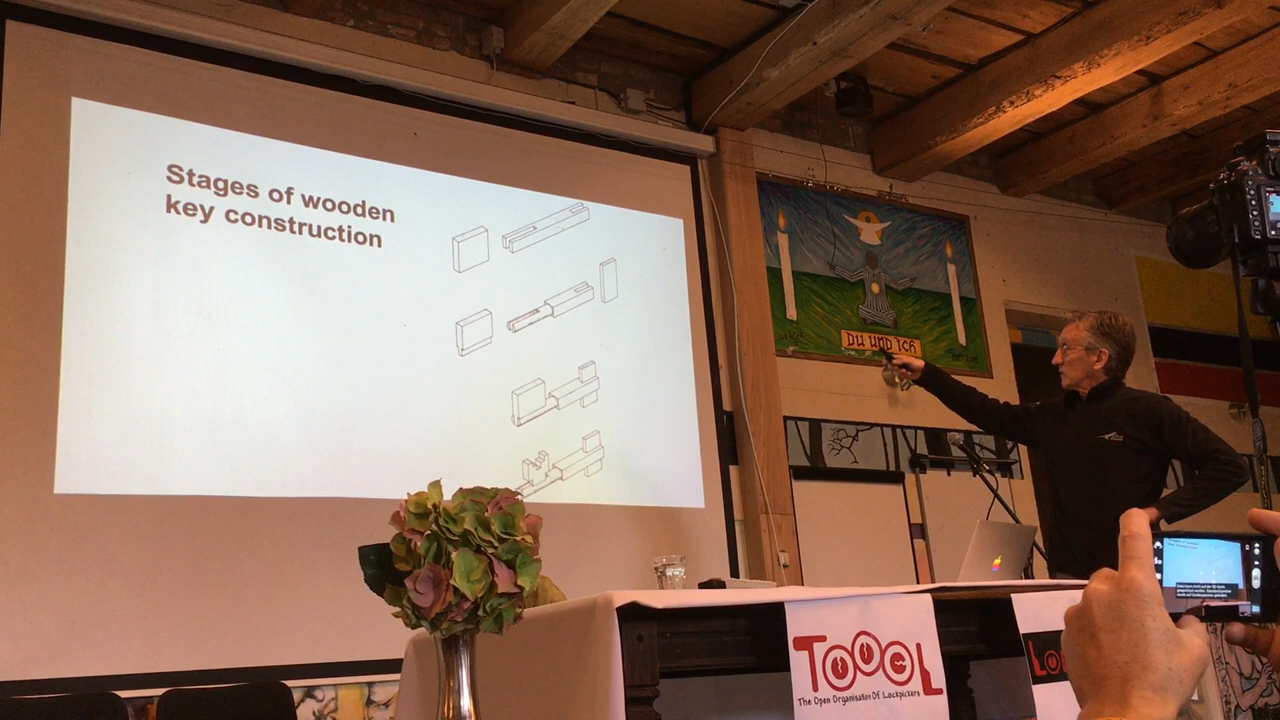 Stages of wooden
key construction
DU UND ICH
TOOOL
The Open Organisation Of Lockpickers